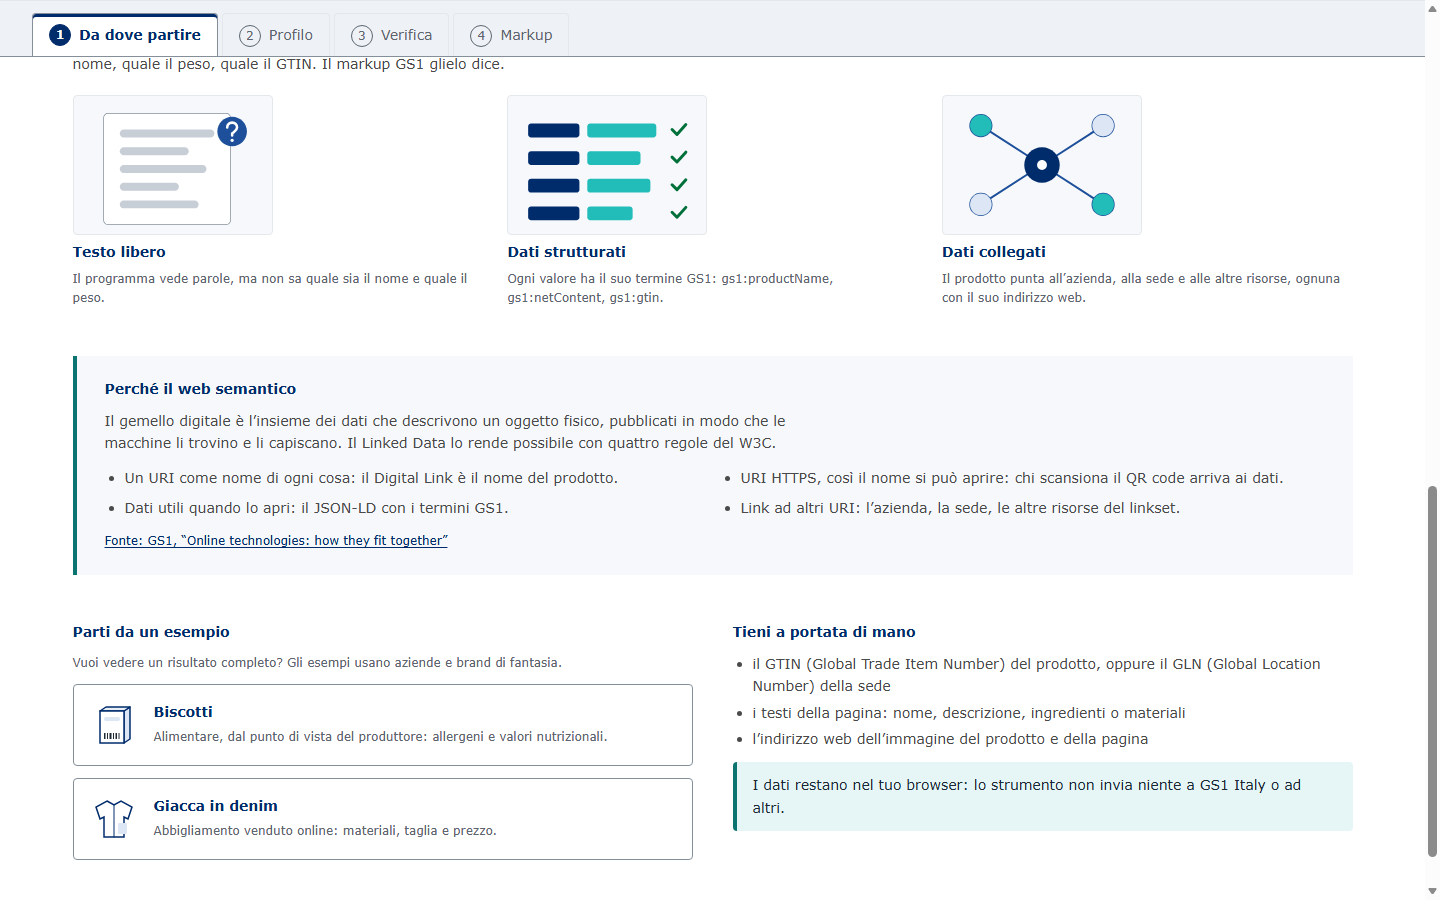 1 Da dove partire
2 Profilo
3 Verifica
4 Markup
nome, quale il peso, quale il GTIN. Il markup GS1 glielo dice.
?
Testo libero
Il programma vede parole, ma non sa quale sia il nome e quale il
peso.
Dati strutturati
Ogni valore ha il suo termine GS1: gs1:productName,
gs1:netContent, gs1:gtin.
Dati collegati
Il prodotto punta all’azienda, alla sede e alle altre risorse, ognuna
con il suo indirizzo web.
Perché il web semantico
Il gemello digitale è l’insieme dei dati che descrivono un oggetto fisico, pubblicati in modo che le
macchine li trovino e li capiscano. Il Linked Data lo rende possibile con quattro regole del W3C.
• Un URI come nome di ogni cosa: il Digital Link è il nome del prodotto.
• URI HTTPS, così il nome si può aprire: chi scansiona il QR code arriva ai dati.
• Dati utili quando lo apri: il JSON-LD con i termini GS1.
• Link ad altri URI: l’azienda, la sede, le altre risorse del linkset.
Fonte: GS1, “Online technologies: how they fit together”
Parti da un esempio
Vuoi vedere un risultato completo? Gli esempi usano aziende e brand di fantasia.
Biscotti
Alimentare, dal punto di vista del produttore: allergeni e valori nutrizionali.
Giacca in denim
Abbigliamento venduto online: materiali, taglia e prezzo.
Tieni a portata di mano
• il GTIN (Global Trade Item Number) del prodotto, oppure il GLN (Global Location
Number) della sede
• i testi della pagina: nome, descrizione, ingredienti o materiali
• l’indirizzo web dell’immagine del prodotto e della pagina
I dati restano nel tuo browser: lo strumento non invia niente a GS1 Italy o ad
altri.